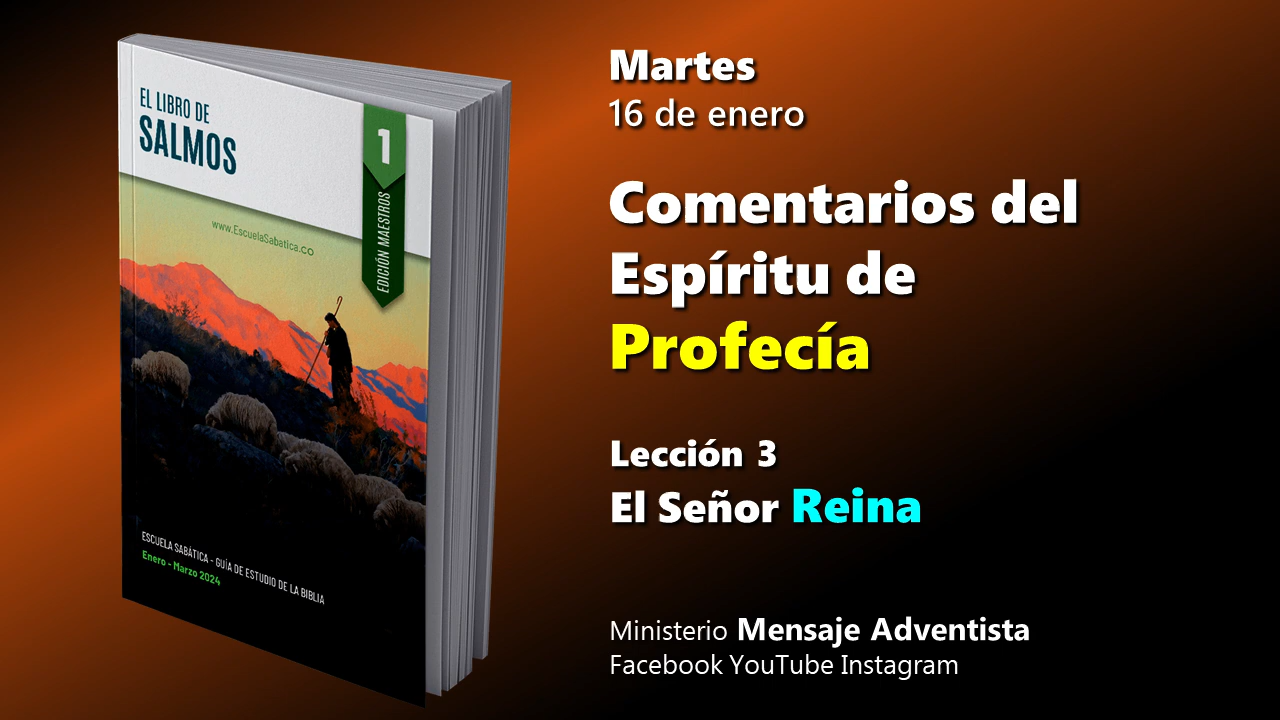 EL LIBRO DE
SALMOS
1
EDICIÓN MAESTROS
www.EscuelaSabatica.co
ESCUELA SABÁTICA - GUÍA DE ESTUDIO DE LA BIBLIA
Enero - Marzo 2024
Martes
16 de enero
Comentarios del
Espíritu de
Profecía
Lección 3
El Señor Reina
Ministerio Mensaje Adventista
Facebook YouTube Instagram